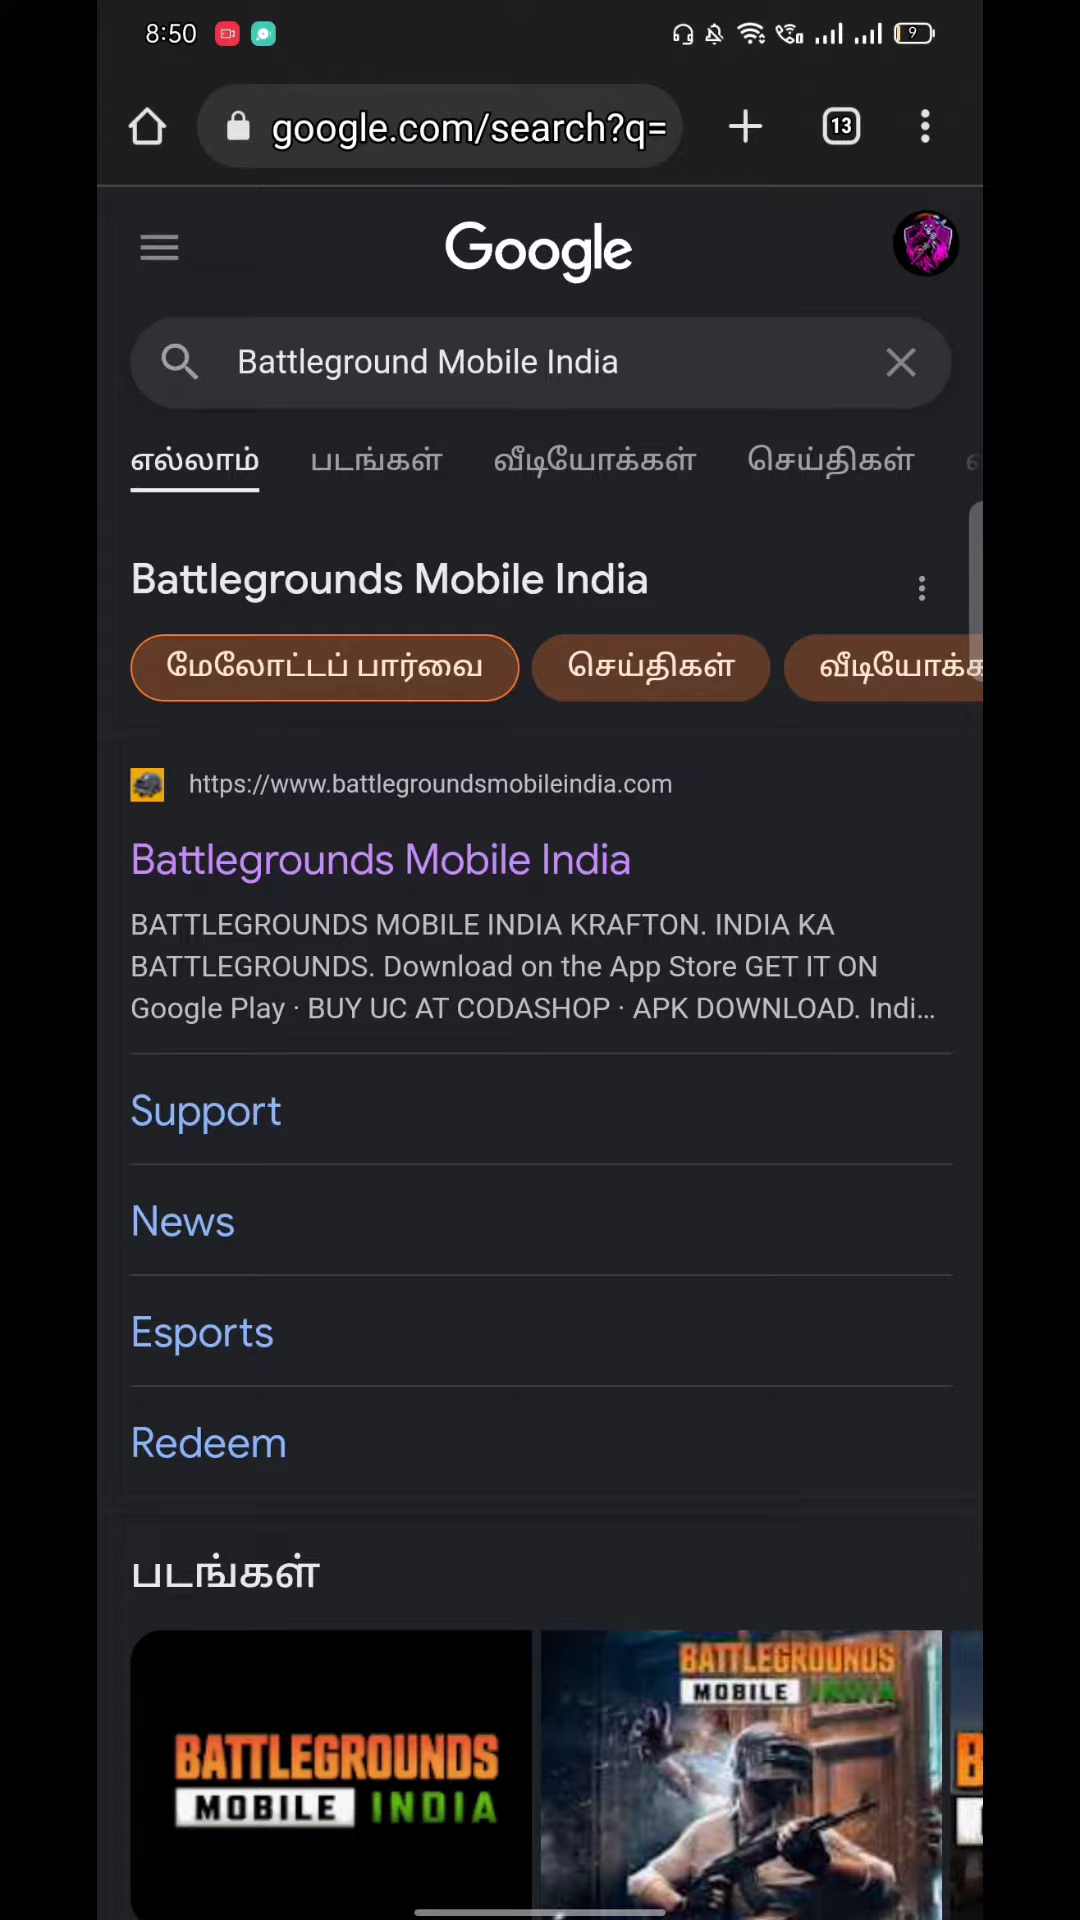 8:50
9
google.com/search?q=
13
Google
Battleground Mobile India
எல்லாம் படங்கள் வீடியோக்கள் செய்திகள்
Battlegrounds Mobile India
மேலோட்டப் பார்வை செய்திகள்
https://www.battlegroundsmobileindia.com
Battlegrounds Mobile India
BATTLEGROUNDS MOBILE INDIA KRAFTON. INDIA KA
BATTLEGROUNDS. Download on the App Store GET IT ON
Google Play · BUY UC AT CODASHOP · APK DOWNLOAD. Indi...
Support
News
Esports
Redeem
படங்கள்
BATTLEGROUNDS
MOBILE INDIA
BATTLEGROUNDS
MOBILE INDIA